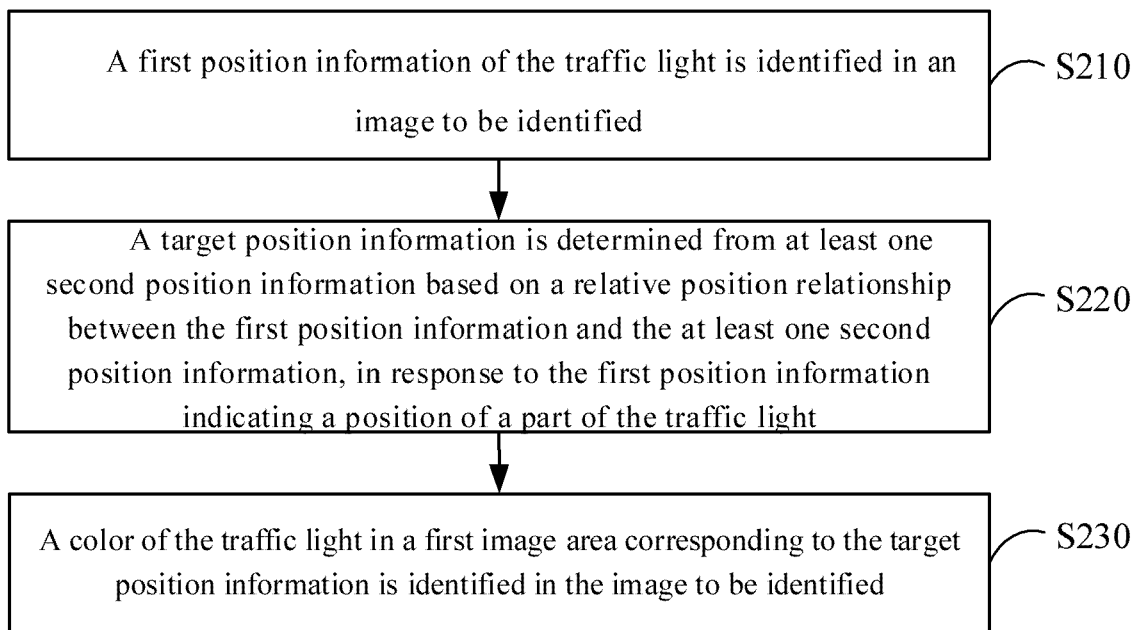 A first position information of the traffic light is identified in an
image to be identified
S210
A target position information is determined from at least one
second position information based on a relative position relationship
between the first position information and the at least one second
position information, in response to the first position information
indicating a position of a part of the traffic light
S220
A color of the traffic light in a first image area corresponding to the target
position information is identified in the image to be identified
S230